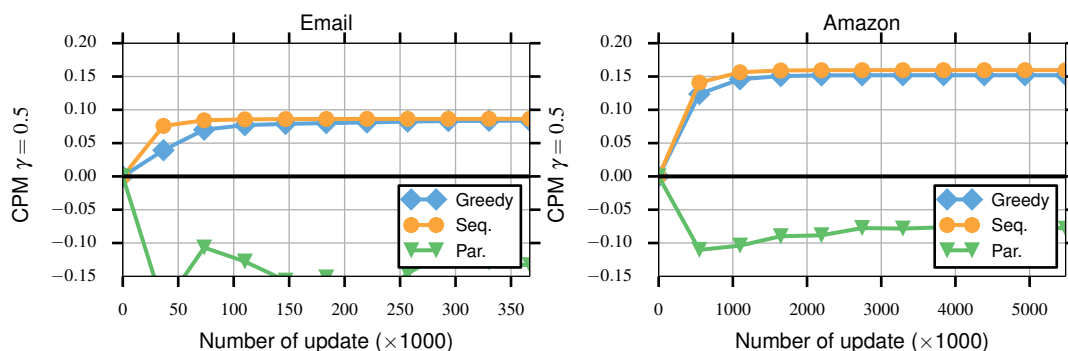 Email
CPM γ = 0.5
0.20
0.15
0.10
0.05
0.00
−0.05
−0.10
−0.15
Greedy
Seq.
Par.
0 50 100 150 200 250 300 350
Number of update (×1000)
Amazon
CPM γ = 0.5
0.20
0.15
0.10
0.05
0.00
−0.05
−0.10
−0.15
Greedy
Seq.
Par.
0 1000 2000 3000 4000 5000
Number of update (×1000)